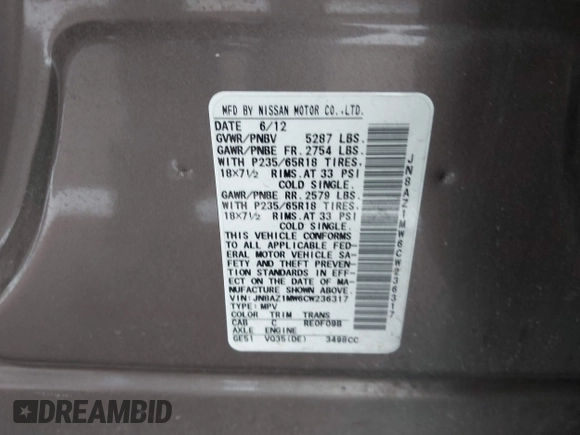 MFD BY NISSAN MOTOR CO.,LTD.
DATE 6/12
GVWR/PNBV 5287 LBS.
GAWR/PNBE FR. 2754 LBS.
WITH P235/65R18 TIRES.
18X7½ RIMS.AT 33 PSI
COLD SINGLE.
GAWR/PNBE RR. 2579 LBS.
WITH P235/65R18 TIRES.
18X7½ RIMS.AT 33 PSI
COLD SINGLE.
THIS VEHICLE CONFORMS
TO ALL APPLICABLE FED-
ERAL MOTOR VEHICLE SA-
FETY AND THEFT PREVEN-
TION STANDARDS IN EFF-
ECT ON THE DATE OF MA-
NUFACTURE SHOWN ABOVE.
VIN:JN8AZ1MW6CW236317
TYPE:MPV
COLOR TRIM TRANS
CAB C RE0F09B
AXLE ENGINE
GE51 VQ35(DE) 3498CC
JN8AZ1MW6CW236317
DREAMBID